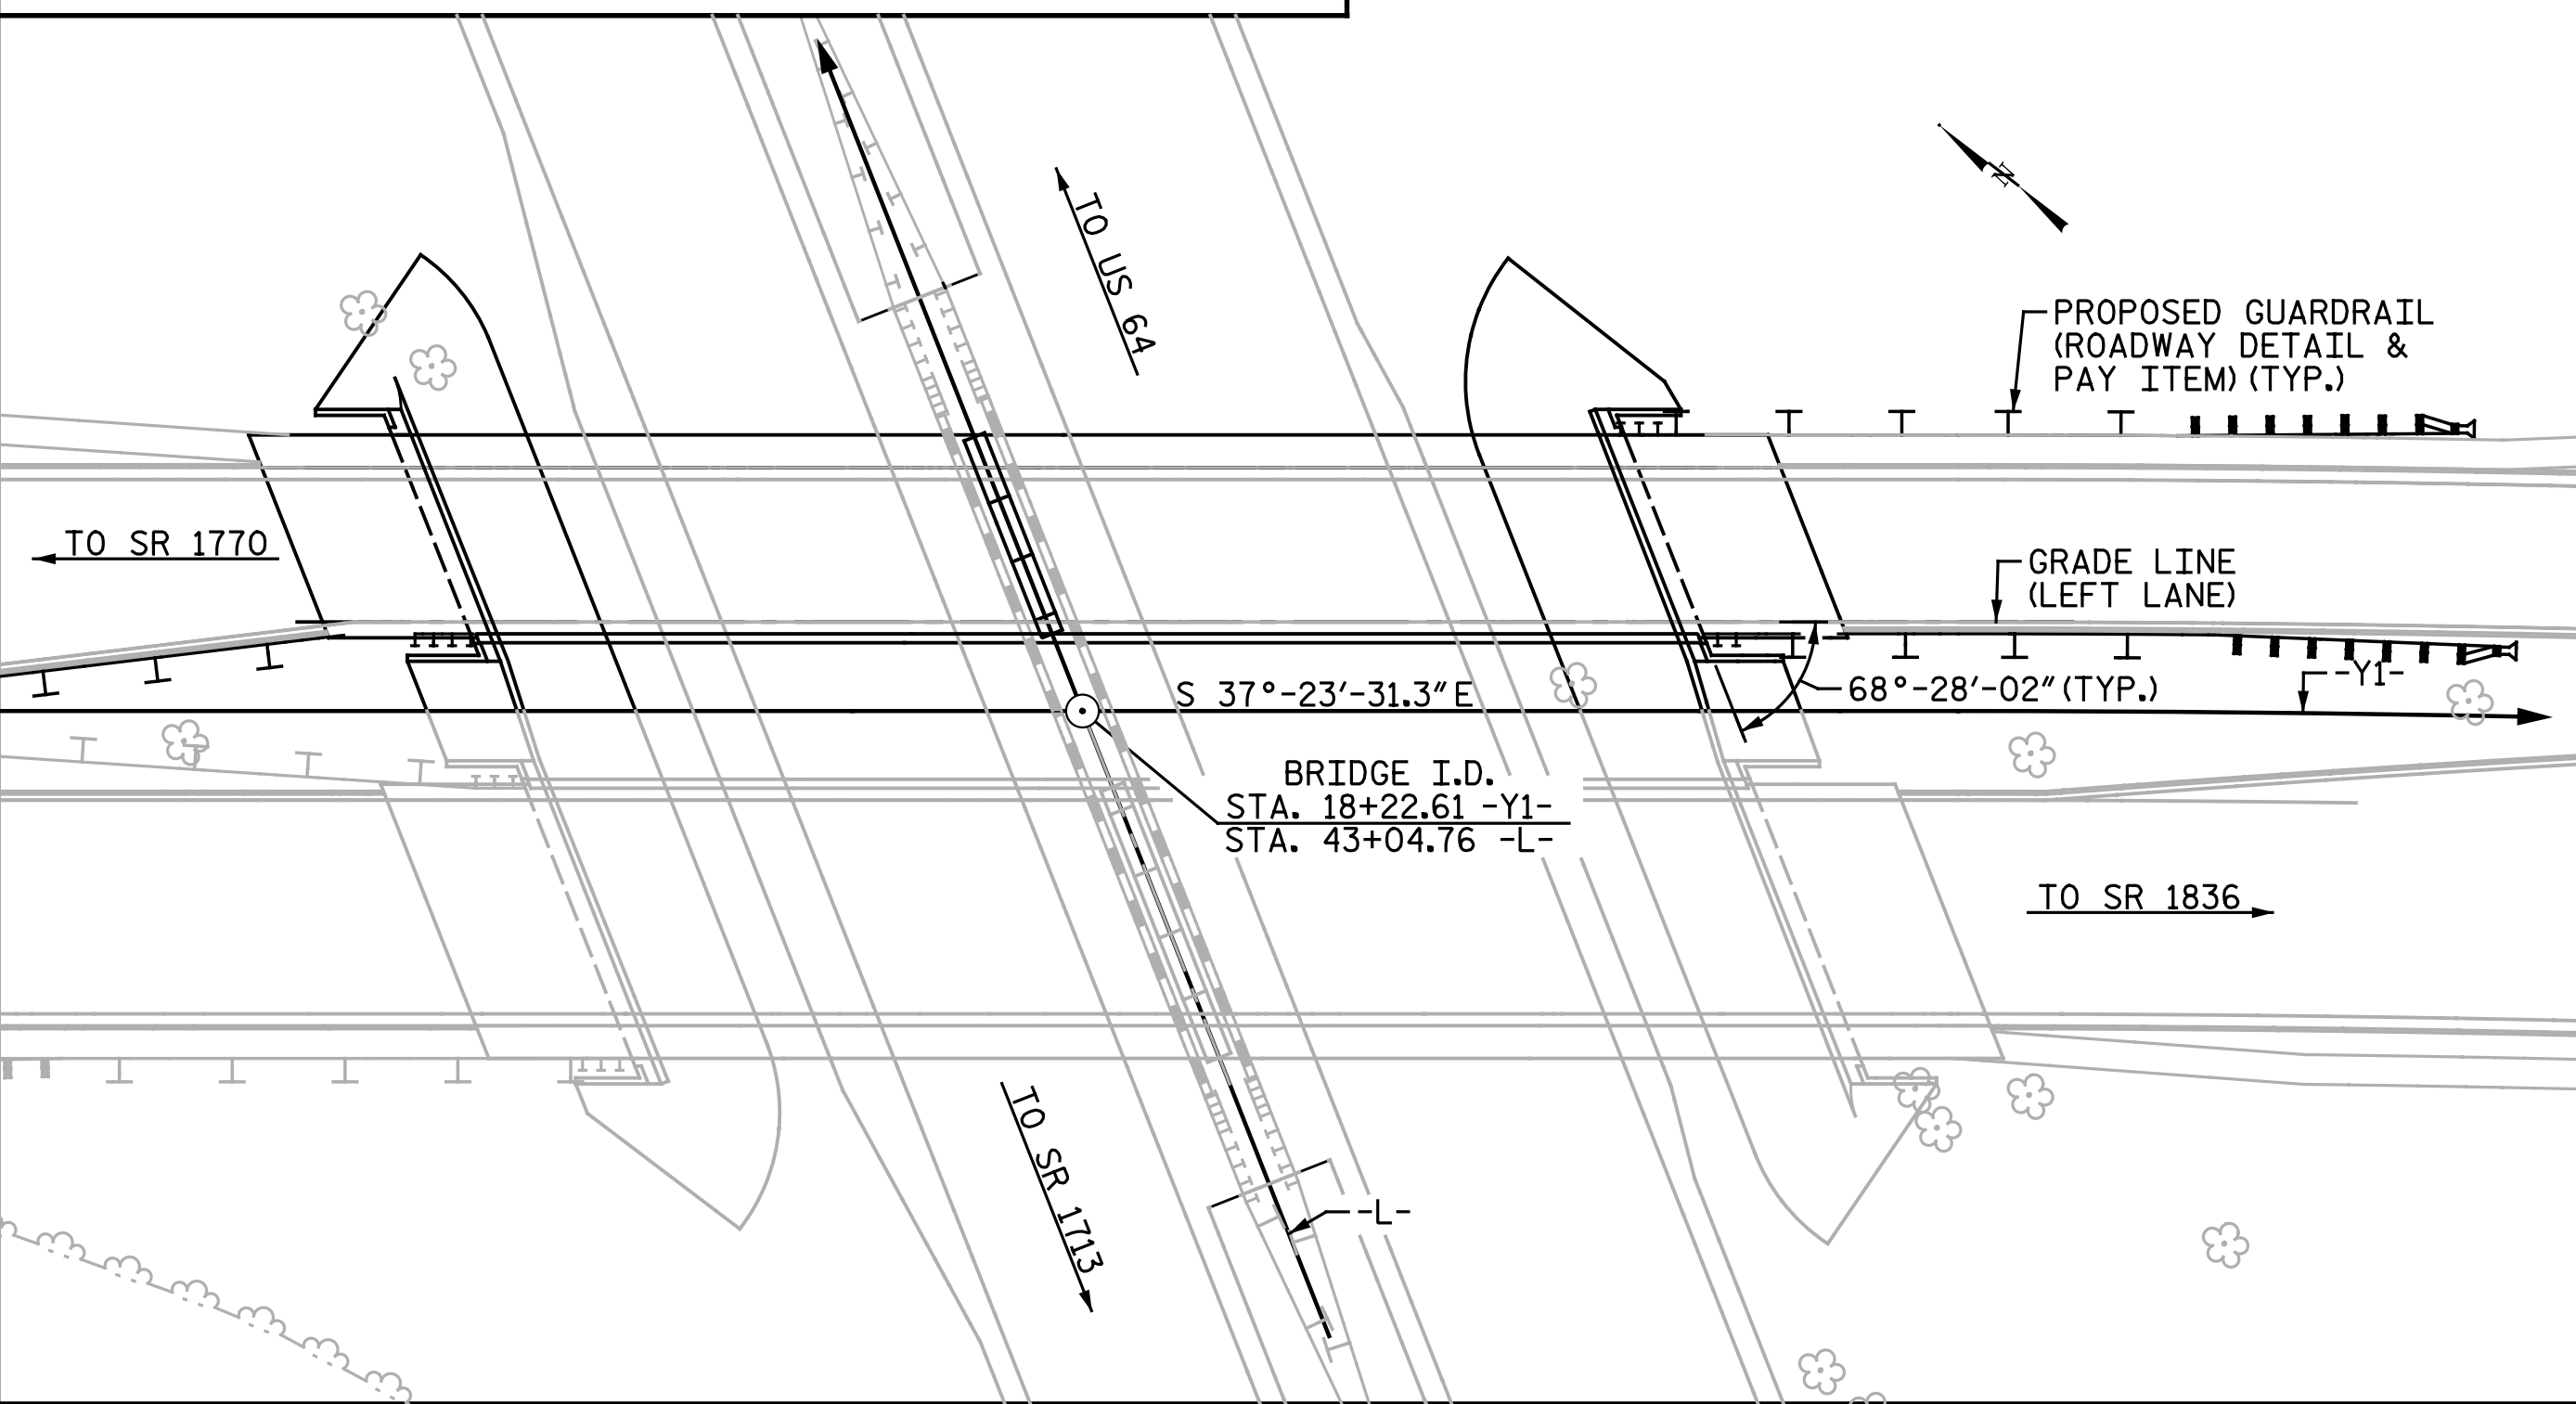 TO US 64
N
PROPOSED GUARDRAIL
(ROADWAY DETAIL &
PAY ITEM)(TYP.)
TO SR 1770
GRADE LINE
(LEFT LANE)
S 37°-23'-31.3" E
68°-28'-02" (TYP.)
-Y1-
BRIDGE I.D.
STA. 18+22.61 -Y1-
STA. 43+04.76 -L-
TO SR 1836
TO SR 1713
-L-